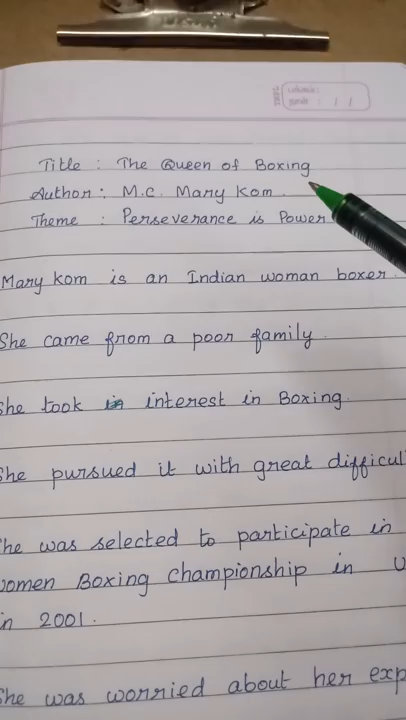 Title : The Queen of Boxing
Author : M.C. Mary Kom.
Theme : Perseverance is Power
Mary kom is an Indian woman boxer.
She came from a poor family.
She took interest in Boxing.
She pursued it with great difficul
She was selected to participate in
women Boxing championship in U
in 2001.
She was worried about her exp